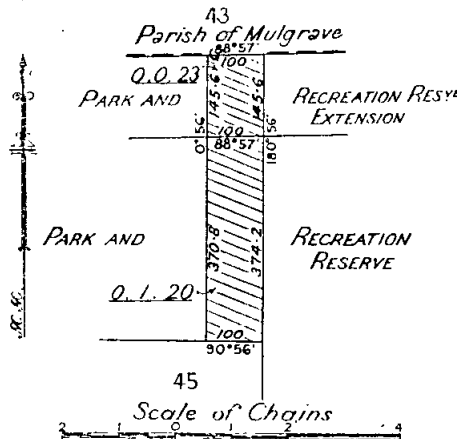 43
Parish of Mulgrave
88°57'
100
0.0.23
145.6
145.6
PARK AND
RECREATION RESVE
EXTENSION
100
88°57'
0°56'
180°56'
PARK AND
RECREATION
RESERVE
370.8
374.2
0.1.20
100
90°56'
45
Scale of Chains
2 1 0 4